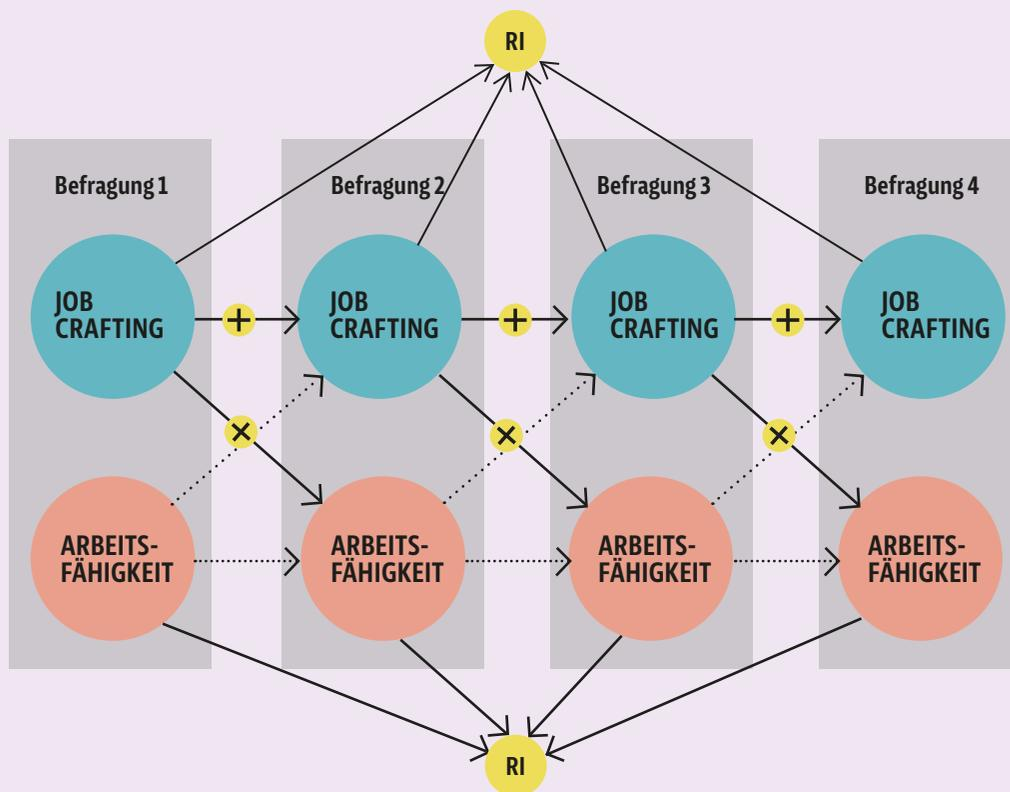 RI
Befragung 1
Befragung 2
Befragung 3
Befragung 4
JOB
CRAFTING
JOB
CRAFTING
JOB
CRAFTING
JOB
CRAFTING
+
+
+
×
×
×
ARBEITS-
FÄHIGKEIT
ARBEITS-
FÄHIGKEIT
ARBEITS-
FÄHIGKEIT
ARBEITS-
FÄHIGKEIT
RI